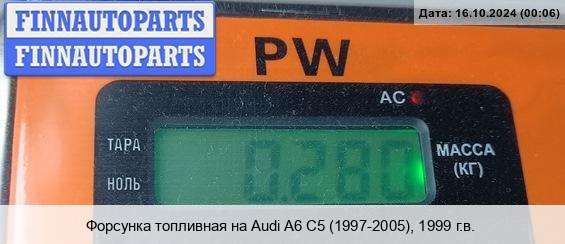 FINNAUTOPARTS
FINNAUTOPARTS
Дата: 16.10.2024 (00:06)
PW
AC
ТАРА
НОЛЬ
0.280
МАССА
(КГ)
Форсунка топливная на Audi A6 C5 (1997-2005), 1999 г.в.